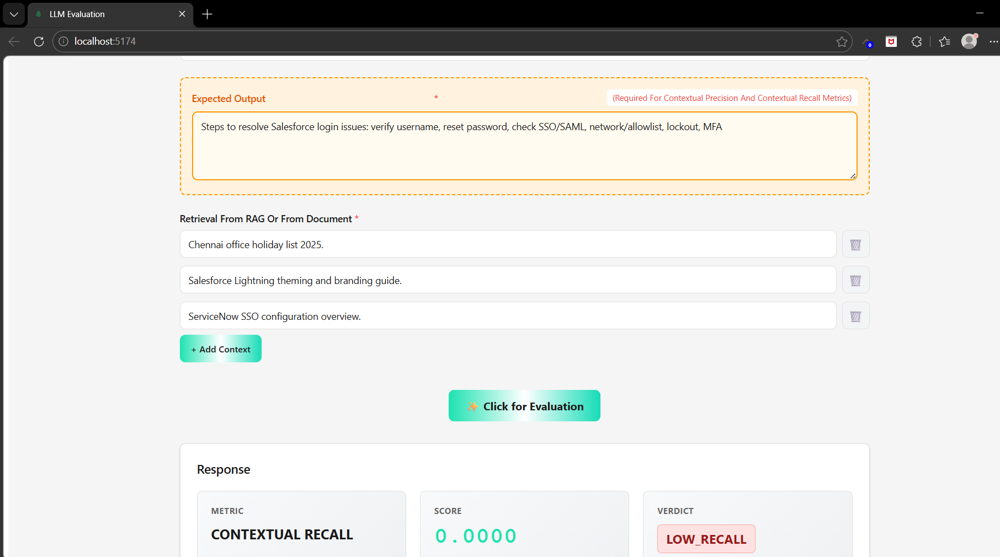 LLM Evaluation
localhost:5174
0
Expected Output * (Required For Contextual Precision And Contextual Recall Metrics)
Steps to resolve Salesforce login issues: verify username, reset password, check SSO/SAML, network/allowlist, lockout, MFA
Retrieval From RAG Or From Document *
Chennai office holiday list 2025.
Salesforce Lightning theming and branding guide.
ServiceNow SSO configuration overview.
+ Add Context
✨ Click for Evaluation
Response
METRIC
CONTEXTUAL RECALL
SCORE
0.0000
VERDICT
LOW_RECALL